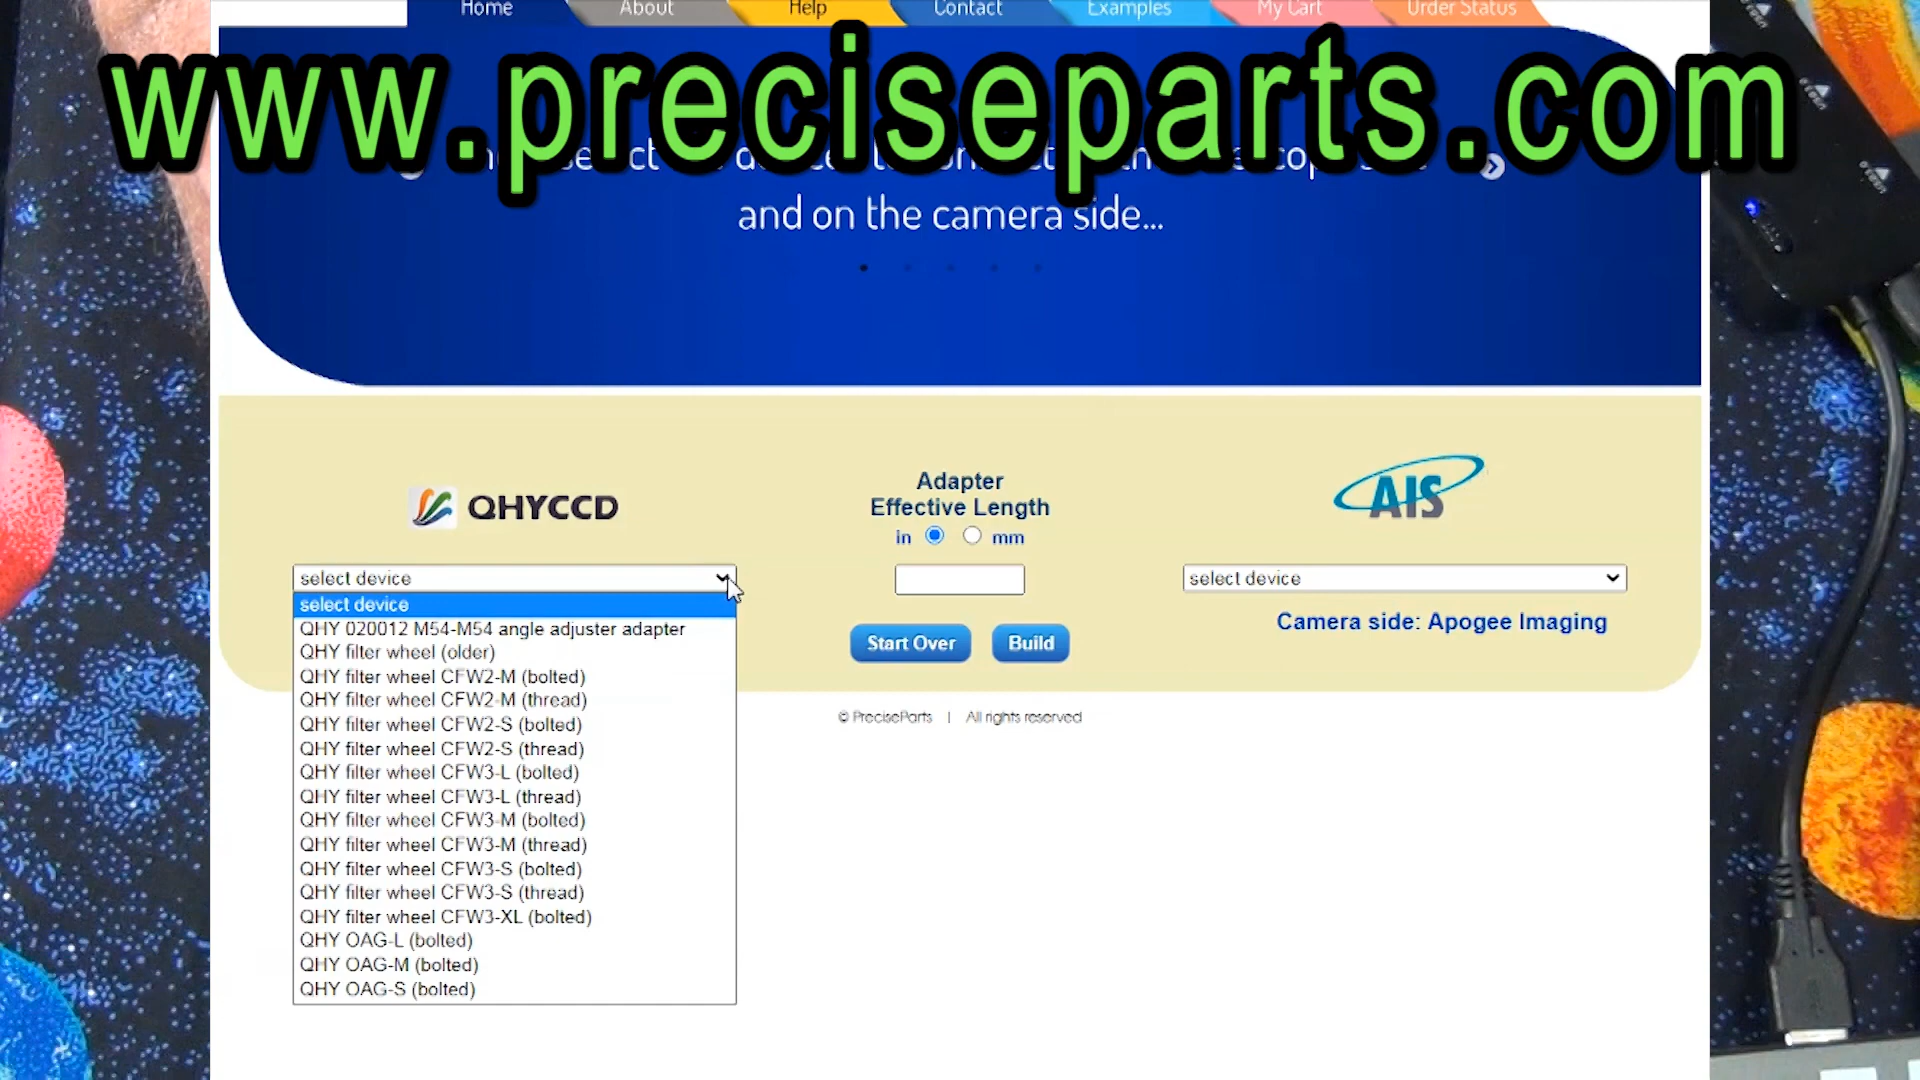 Home About Help Contact Examples My Cart Order Status
www.preciseparts.com
and on the camera side...
QHYCCD
Adapter
Effective Length
in mm
AIS
select device
select device
Camera side: Apogee Imaging
Start Over Build
© PreciseParts | All rights reserved
select device
QHY 020012 M54-M54 angle adjuster adapter
QHY filter wheel (older)
QHY filter wheel CFW2-M (bolted)
QHY filter wheel CFW2-M (thread)
QHY filter wheel CFW2-S (bolted)
QHY filter wheel CFW2-S (thread)
QHY filter wheel CFW3-L (bolted)
QHY filter wheel CFW3-L (thread)
QHY filter wheel CFW3-M (bolted)
QHY filter wheel CFW3-M (thread)
QHY filter wheel CFW3-S (bolted)
QHY filter wheel CFW3-S (thread)
QHY filter wheel CFW3-XL (bolted)
QHY OAG-L (bolted)
QHY OAG-M (bolted)
QHY OAG-S (bolted)